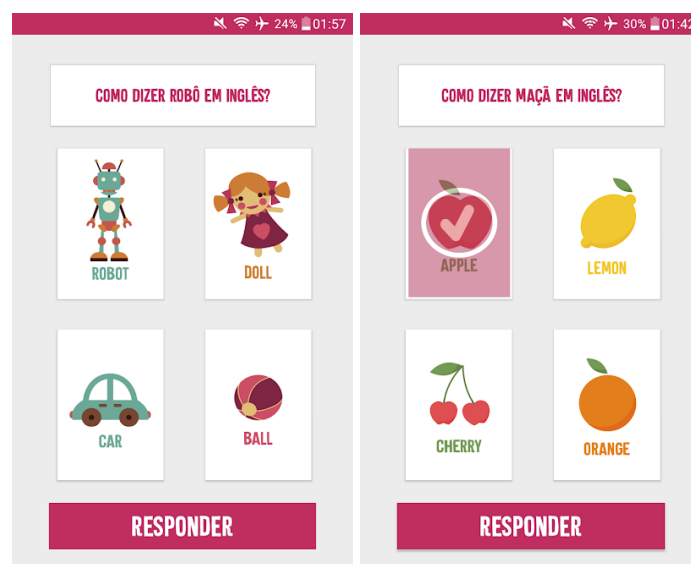 24% 01:57
COMO DIZER ROBÔ EM INGLÊS?
ROBOT
DOLL
CAR
BALL
RESPONDER
30% 01:42
COMO DIZER MAÇÃ EM INGLÊS?
APPLE
LEMON
CHERRY
ORANGE
RESPONDER